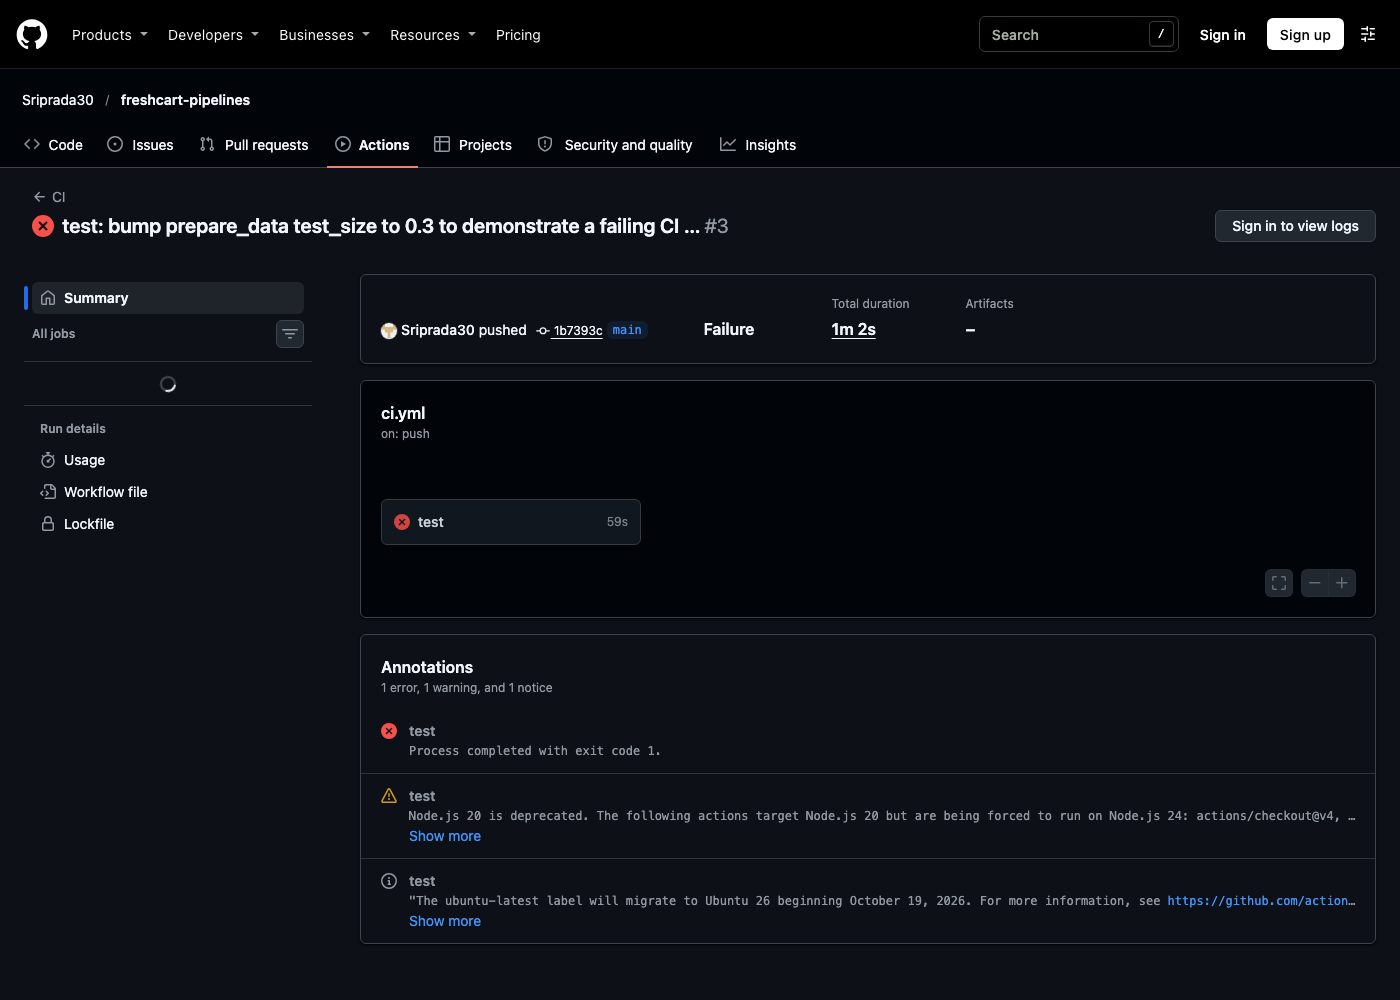 Products
Developers
Businesses
Resources
Pricing
Search
/
Sign in
Sign up
Sriprada30 / freshcart-pipelines
Code
Issues
Pull requests
Actions
Projects
Security and quality
Insights
CI
test: bump prepare_data test_size to 0.3 to demonstrate a failing CI ... #3
Sign in to view logs
Summary
All jobs
Run details
Usage
Workflow file
Lockfile
Sriprada30 pushed 1b7393c main
Failure
Total duration
1m 2s
Artifacts
–
ci.yml
on: push
test
59s
Annotations
1 error, 1 warning, and 1 notice
test
Process completed with exit code 1.
test
Node.js 20 is deprecated. The following actions target Node.js 20 but are being forced to run on Node.js 24: actions/checkout@v4, …
Show more
test
"The ubuntu-latest label will migrate to Ubuntu 26 beginning October 19, 2026. For more information, see https://github.com/action…
Show more